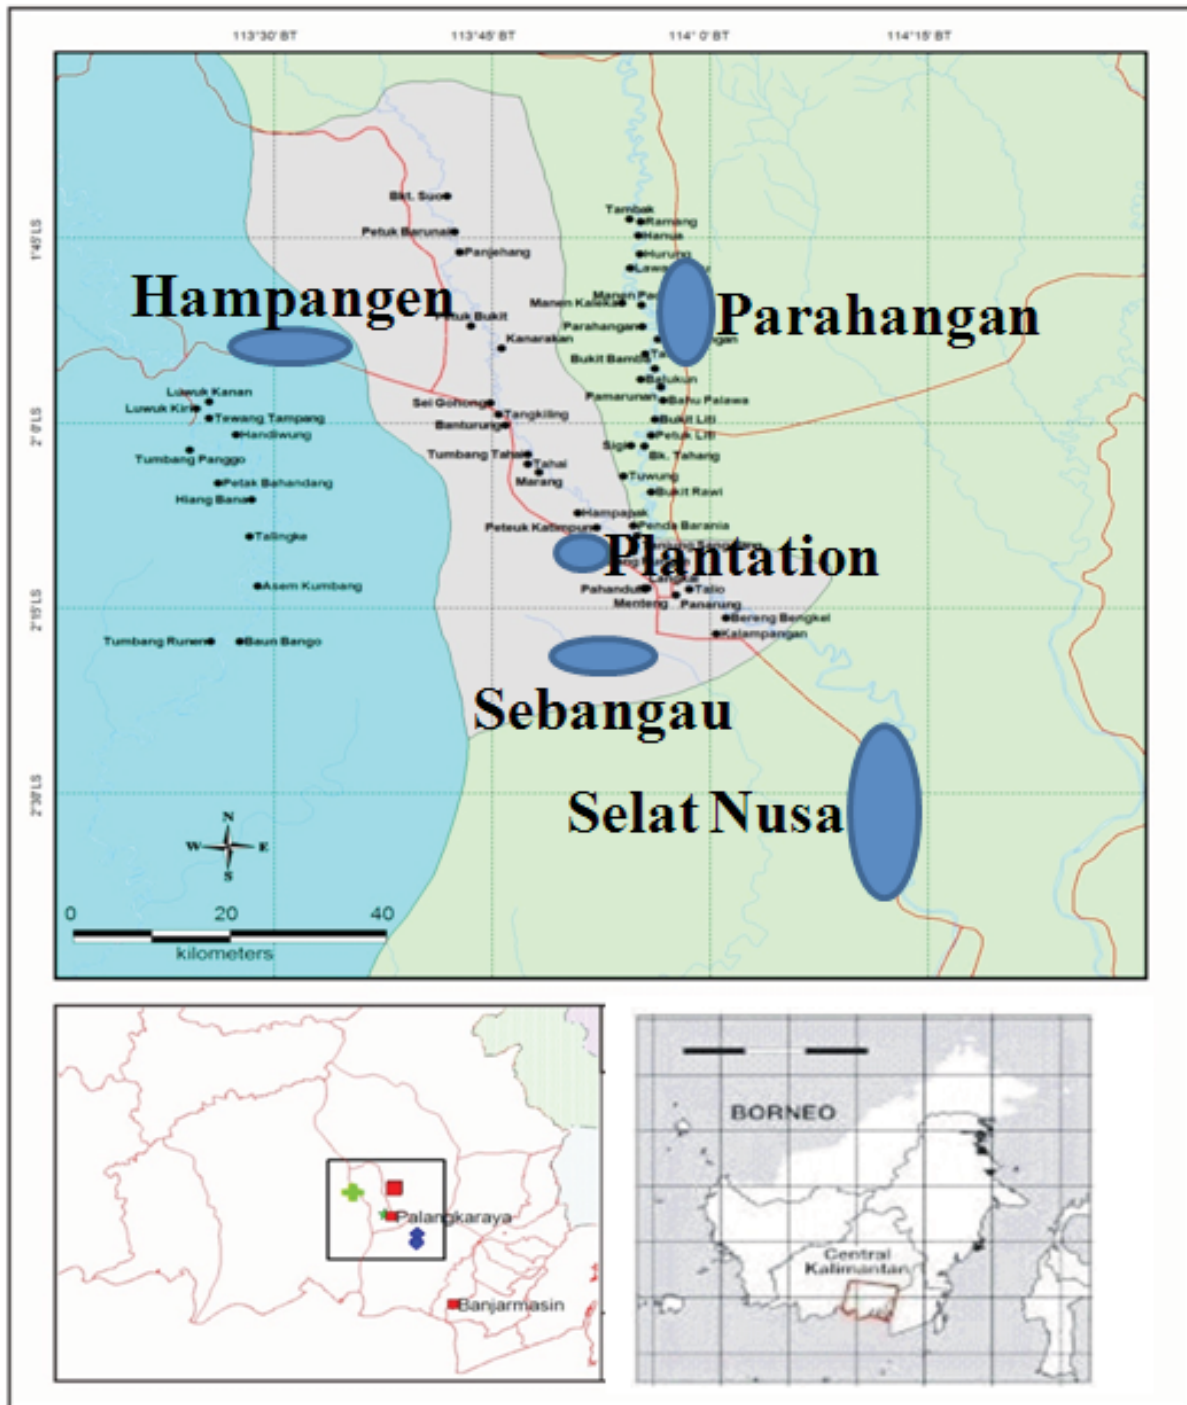 113°30' BT 113°45' BT 114°0' BT 114°15' BT
1°45' LS
2°0' LS
2°15' LS
2°30' LS
Bkt. Suo
Petuk Barunai
Panjehang
Tambak
Ramang
Hanua
Hurung
Hampangen
Parahangan
Manen Kaleka
Parahangan
Kanarakan
Bukit Bamba
Balukun
Luwuk Kanan
Luwuk Kiri
Tewang Tampang
Handiwung
Tumbang Panggo
Petak Bahandang
Hiang Bana
Talingke
Asem Kumbang
Tumbang Runen
Baun Bango
Sei Gohong
Tangkiling
Banturung
Tumbang Tahai
Tahai
Marang
Pamarunan
Bahu Palawa
Bukit Liti
Petuk Liti
Sigi
Bk. Tahang
Tuwung
Bukit Rawi
Hampapak
Peteuk Katimpun
Penda Barania
Plantation
Pahandut
Talio
Menteng
Panarung
Bereng Bengkel
Kalampangan
Sebangau
Selat Nusa
N
W E
S
0 20 40
kilometers
Palangkaraya
Banjarmasin
BORNEO
Central
Kalimantan